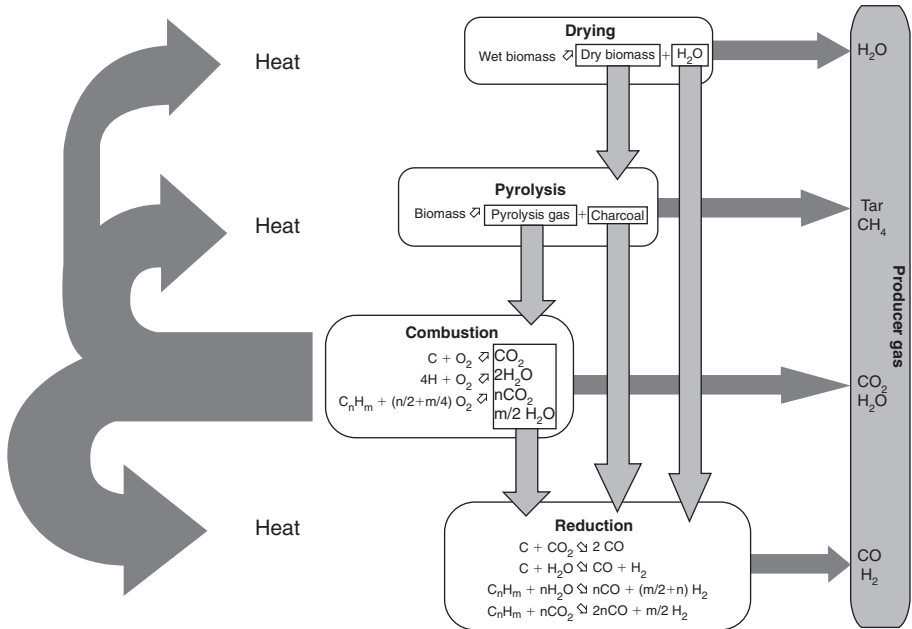 Drying
Wet biomass ⬀ Dry biomass + H₂O
Heat
H₂O
Pyrolysis
Biomass ⬀ Pyrolysis gas + Charcoal
Heat
Tar
CH₄
Producer gas
Combustion
C + O₂ ⬀ CO₂
4H + O₂ ⬀ 2H₂O
CₙHₘ + (n/2+m/4) O₂ ⬀ nCO₂
m/2 H₂O
CO₂
H₂O
Heat
Reduction
C + CO₂ ⬂ 2 CO
C + H₂O ⬂ CO + H₂
CₙHₘ + nH₂O ⬂ nCO + (m/2+n) H₂
CₙHₘ + nCO₂ ⬂ 2nCO + m/2 H₂
CO
H₂